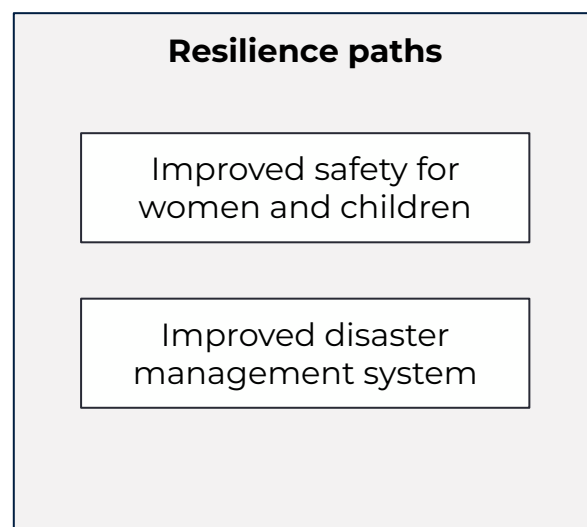 Resilience paths
Improved safety for
women and children
Improved disaster
management system